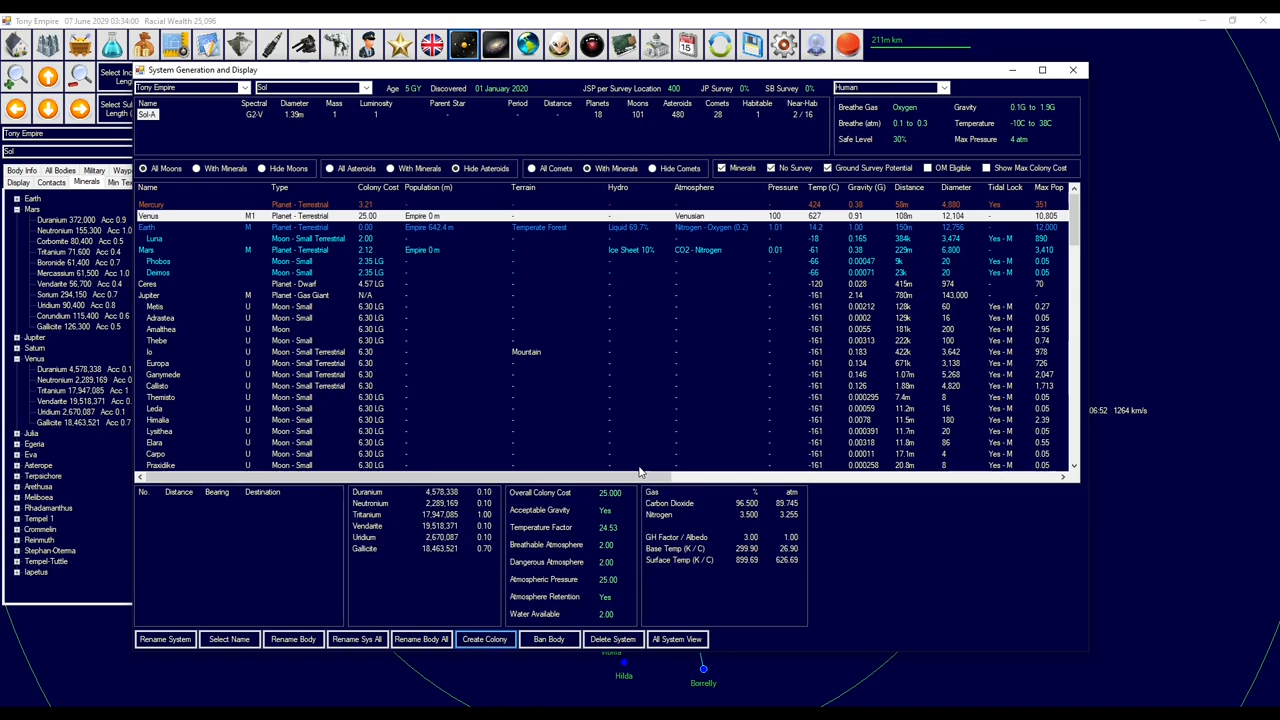 Tony Empire   07 June 2029 03:34:00   Racial Wealth 25,096
211m km
Select Inc
Length
Select Sub
Length (
Tony Empire
Sol
Body Info All Bodies Military Waypo
Display Contacts Minerals Min Tex
Earth
Mars
Duranium 372,000 Acc 0.9
Neutronium 155,300 Acc 1.0
Corbomite 80,400 Acc 0.5
Tritanium 71,600 Acc 0.4
Boronide 61,400 Acc 0.7
Mercassium 61,500 Acc 1.0
Vendarite 56,700 Acc 0.4
Sorium 294,150 Acc 0.7
Uridium 90,400 Acc 0.8
Corundium 115,400 Acc 0.6
Gallicite 126,300 Acc 0.5
Jupiter
Saturn
Venus
Duranium 4,578,338 Acc 0.
Neutronium 2,289,169 Acc 0
Tritanium 17,947,085 Acc 1
Vendarite 19,518,371 Acc 0.
Uridium 2,670,087 Acc 0.1
Gallicite 18,463,521 Acc 0.7
Julia
Egeria
Eva
Asterope
Terpsichore
Arethusa
Meliboea
Rhadamanthus
Tempel 1
Crommelin
Reinmuth
Stephan-Oterma
Tempel-Tuttle
Iapetus
System Generation and Display
Tony Empire Sol Age 5 GY Discovered 01 January 2020 JSP per Survey Location 400 JP Survey 0% SB Survey 0% Human
Name Spectral Diameter Mass Luminosity Parent Star Period Distance Planets Moons Asteroids Comets Habitable Near-Hab
Sol-A G2-V 1.39m 1 1 - - - 18 101 480 28 1 2 / 16
Breathe Gas Oxygen Gravity 0.1G to 1.9G
Breathe (atm) 0.1 to 0.3 Temperature -10C to 38C
Safe Level 30% Max Pressure 4 atm
All Moons With Minerals Hide Moons All Asteroids With Minerals Hide Asteroids All Comets With Minerals Hide Comets Minerals No Survey Ground Survey Potential OM Eligible Show Max Colony Cost
Name Type Colony Cost Population (m) Terrain Hydro Atmosphere Pressure Temp (C) Gravity (G) Distance Diameter Tidal Lock Max Pop
Mercury Planet - Terrestrial 3.21 - - - - - 424 0.38 58m 4,880 Yes 351
Venus M1 Planet - Terrestrial 25.00 Empire 0 m - - Venusian 100 627 0.91 108m 12,104 - 10,805
Earth M Planet - Terrestrial 0.00 Empire 642.4 m Temperate Forest Liquid 69.7% Nitrogen - Oxygen (0.2) 1.01 14.2 1.00 150m 12,756 - 12,000
Luna Moon - Small Terrestrial 2.00 - - - - - -18 0.165 384k 3,474 Yes - M 890
Mars M Planet - Terrestrial 2.12 Empire 0 m - Ice Sheet 10% CO2 - Nitrogen 0.01 -61 0.38 229m 6,800 - 3,410
Phobos Moon - Small 2.35 LG - - - - - -66 0.00047 9k 20 Yes - M 0.05
Deimos Moon - Small 2.35 LG - - - - - -66 0.00071 23k 20 Yes - M 0.05
Ceres Planet - Dwarf 4.57 LG - - - - - -120 0.028 415m 974 - 70
Jupiter M Planet - Gas Giant N/A - - - - - -161 2.14 780m 143,000 - -
Metis U Moon - Small 6.30 LG - - - - - -161 0.00212 128k 60 Yes - M 0.27
Adrastea U Moon - Small 6.30 LG - - - - - -161 0.0002 129k 16 Yes - M 0.05
Amalthea U Moon 6.30 LG - - - - - -161 0.0055 181k 200 Yes - M 2.95
Thebe U Moon - Small 6.30 LG - - - - - -161 0.00313 222k 100 Yes - M 0.74
Io U Moon - Small Terrestrial 6.30 - Mountain - - - -161 0.183 422k 3,642 Yes - M 978
Europa U Moon - Small Terrestrial 6.30 - - - - - -161 0.134 671k 3,138 Yes - M 726
Ganymede U Moon - Small Terrestrial 6.30 - - - - - -161 0.146 1.07m 5,268 Yes - M 2,047
Callisto U Moon - Small Terrestrial 6.30 - - - - - -161 0.126 1.88m 4,820 Yes - M 1,713
Themisto U Moon - Small 6.30 LG - - - - - -161 0.000295 7.4m 8 Yes - M 0.05
Leda U Moon - Small 6.30 LG - - - - - -161 0.00059 11.2m 16 Yes - M 0.05
Himalia U Moon - Small 6.30 LG - - - - - -161 0.0078 11.5m 180 Yes - M 2.39
Lysithea U Moon - Small 6.30 LG - - - - - -161 0.000391 11.7m 20 Yes - M 0.05
Elara U Moon - Small 6.30 LG - - - - - -161 0.00318 11.8m 86 Yes - M 0.55
Carpo U Moon - Small 6.30 LG - - - - - -161 0.00011 17.1m 4 Yes - M 0.05
Praxidike U Moon - Small 6.30 LG - - - - - -161 0.000258 20.8m 8 Yes - M 0.05
06:52 1264 km/s
No. Distance Bearing Destination
Duranium 4,578,338 0.10
Neutronium 2,289,169 0.10
Tritanium 17,947,085 1.00
Vendarite 19,518,371 0.10
Uridium 2,670,087 0.10
Gallicite 18,463,521 0.70
Overall Colony Cost 25.000
Acceptable Gravity Yes
Temperature Factor 24.53
Breathable Atmosphere 2.00
Dangerous Atmosphere 2.00
Atmospheric Pressure 25.00
Atmosphere Retention Yes
Water Available 2.00
Gas % atm
Carbon Dioxide 96.500 89.745
Nitrogen 3.500 3.255
GH Factor / Albedo 3.00 1.00
Base Temp (K / C) 299.90 26.90
Surface Temp (K / C) 899.69 626.69
Rename System Select Name Rename Body Rename Sys All Rename Body All Create Colony Ban Body Delete System All System View
Hilda
Borrelly